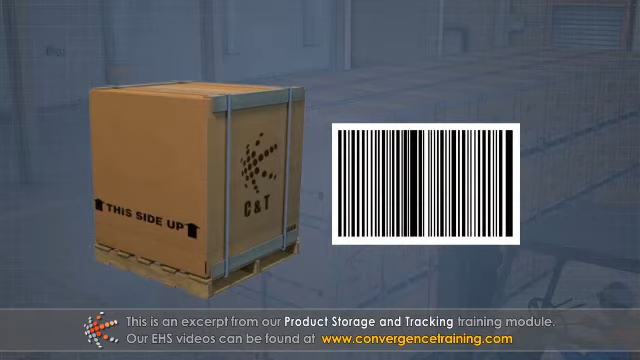 THIS SIDE UP
C & T
This is an excerpt from our Product Storage and Tracking training module.
Our EHS videos can be found at www.convergencetraining.com